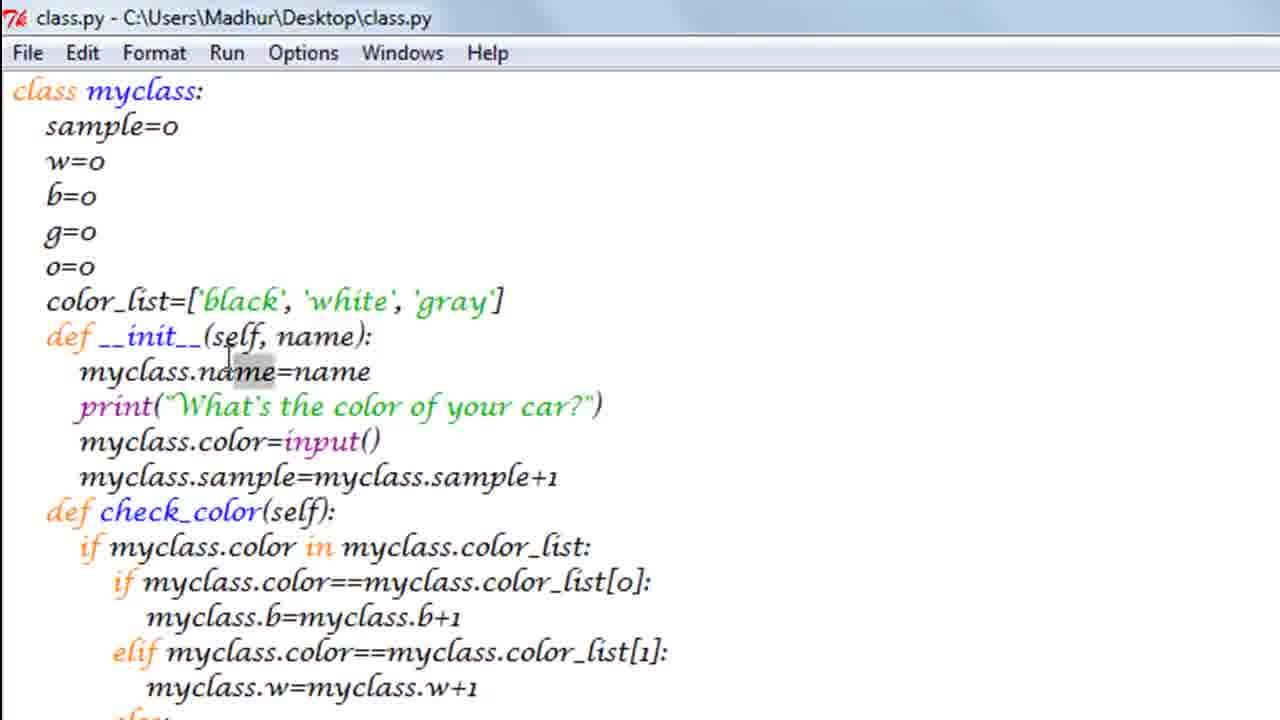 class.py - C:\Users\Madhur\Desktop\class.py
File Edit Format Run Options Windows Help
class myclass:
sample=0
w=0
b=0
g=0
o=0
color_list=['black', 'white', 'gray']
def __init__(self, name):
myclass.name=name
print("What's the color of your car?")
myclass.color=input()
myclass.sample=myclass.sample+1
def check_color(self):
if myclass.color in myclass.color_list:
if myclass.color==myclass.color_list[0]:
myclass.b=myclass.b+1
elif myclass.color==myclass.color_list[1]:
myclass.w=myclass.w+1
else: